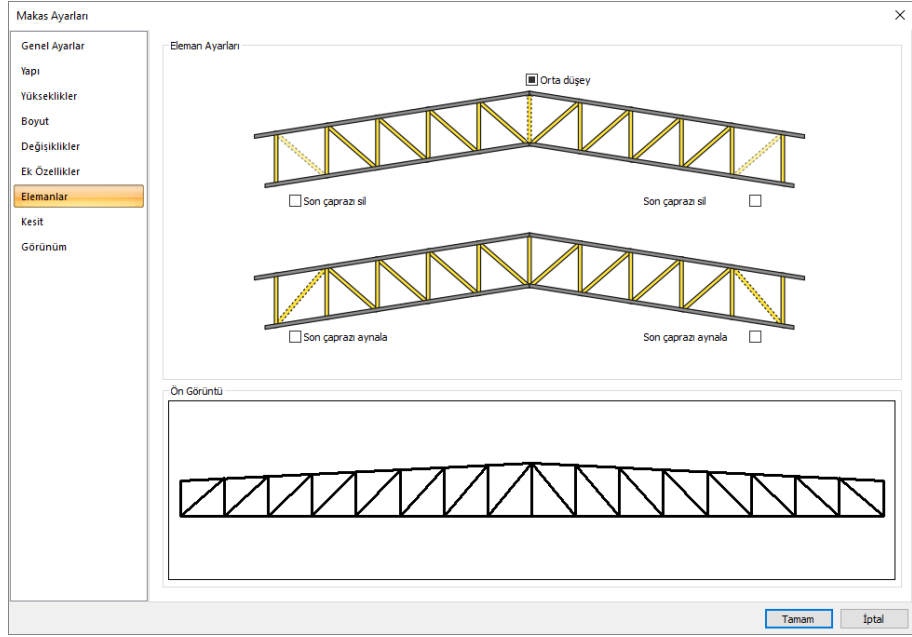 Makas Ayarları
Genel Ayarlar
Yapı
Yükseklikler
Boyut
Değişiklikler
Ek Özellikler
Elemanlar
Kesit
Görünüm
Eleman Ayarları
Orta düşey
Son çaprazı sil
Son çaprazı sil
Son çaprazı aynala
Son çaprazı aynala
Ön Görüntü
Tamam
İptal